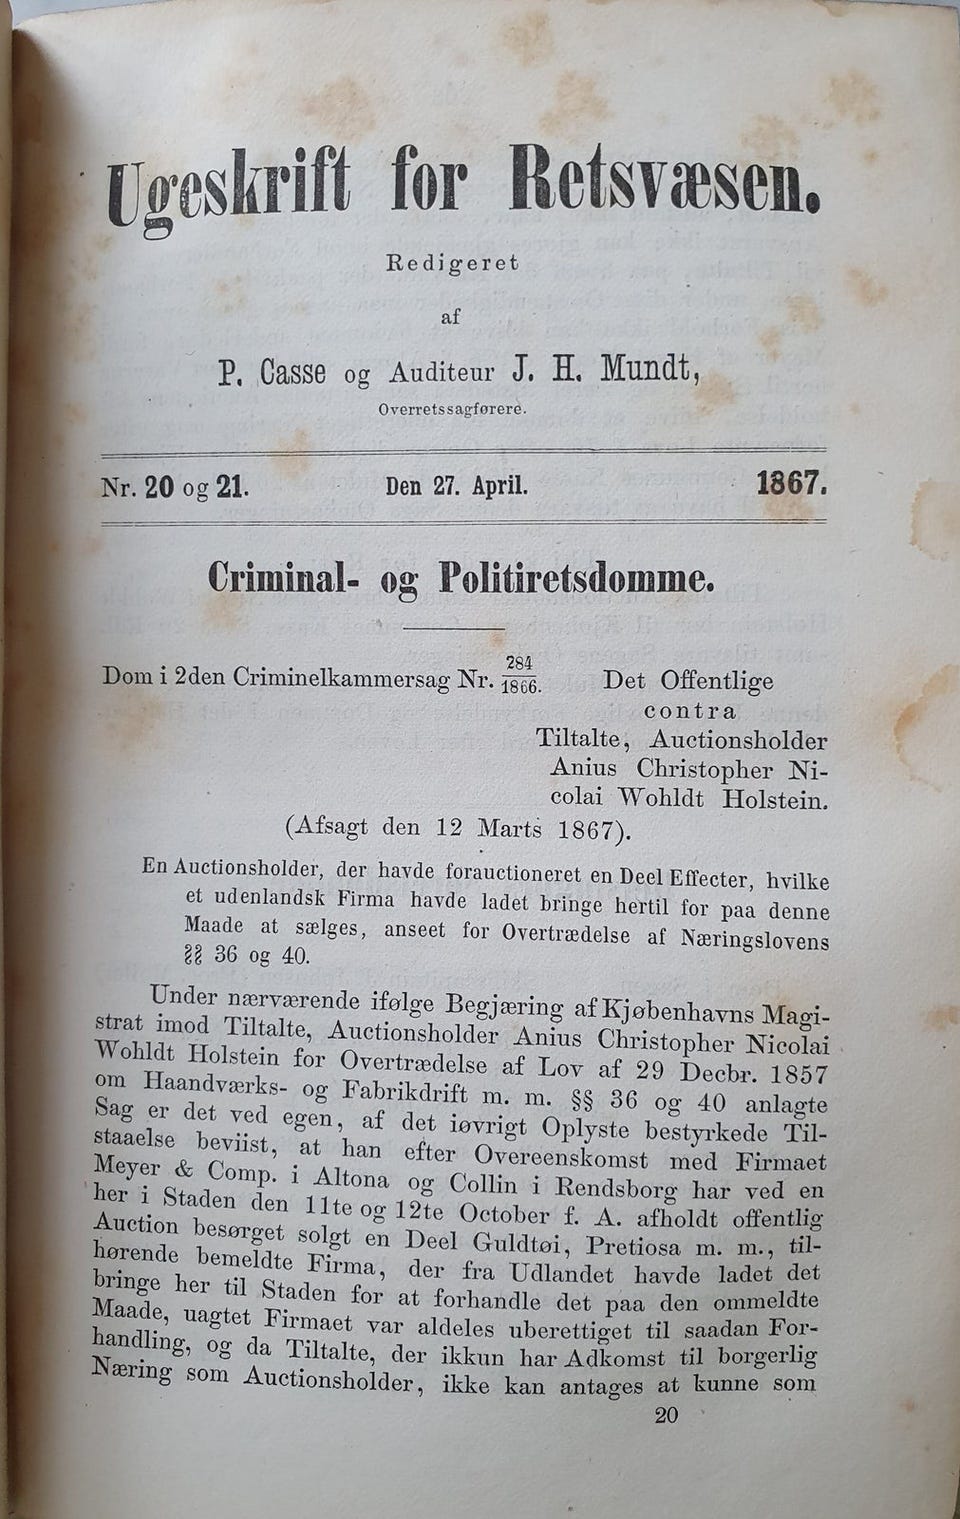 Ugeskrift for Retsvæsen.
Redigeret
af
P. Casse og Auditeur J. H. Mundt,
Overretssagførere.
Nr. 20 og 21. Den 27. April. 1867.
Criminal- og Politiretsdomme.
Dom i 2den Criminelkammersag Nr. 284/1866. Det Offentlige
contra
Tiltalte, Auctionsholder
Anius Christopher Ni-
colai Wohldt Holstein.
(Afsagt den 12 Marts 1867).
En Auctionsholder, der havde forauctioneret en Deel Effecter, hvilke
et udenlandsk Firma havde ladet bringe hertil for paa denne
Maade at sælges, anseet for Overtrædelse af Næringslovens
§§ 36 og 40.
Under nærværende ifølge Begjæring af Kjøbenhavns Magi-
strat imod Tiltalte, Auctionsholder Anius Christopher Nicolai
Wohldt Holstein for Overtrædelse af Lov af 29 Decbr. 1857
om Haandværks- og Fabrikdrift m. m. §§ 36 og 40 anlagte
Sag er det ved egen, af det iøvrigt Oplyste bestyrkede Til-
staaelse beviist, at han efter Overeenskomst med Firmaet
Meyer & Comp. i Altona og Collin i Rendsborg har ved en
her i Staden den 11te og 12te October f. A. afholdt offentlig
Auction besørget solgt en Deel Guldtøi, Pretiosa m. m., til-
hørende bemeldte Firma, der fra Udlandet havde ladet det
bringe her til Staden for at forhandle det paa den ommeldte
Maade, uagtet Firmaet var aldeles uberettiget til saadan For-
handling, og da Tiltalte, der ikkun har Adkomst til borgerlig
Næring som Auctionsholder, ikke kan antages at kunne som
20